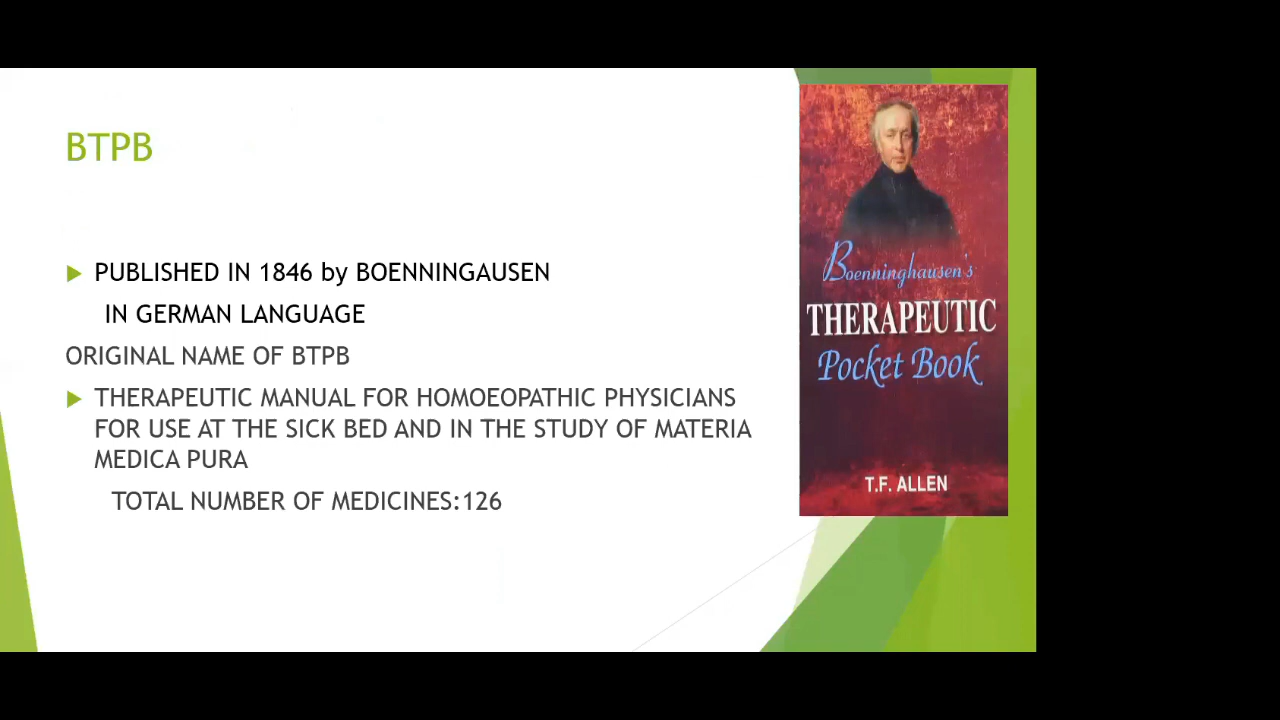 BTPB
PUBLISHED IN 1846 by BOENNINGAUSEN
IN GERMAN LANGUAGE
ORIGINAL NAME OF BTPB
THERAPEUTIC MANUAL FOR HOMOEOPATHIC PHYSICIANS
FOR USE AT THE SICK BED AND IN THE STUDY OF MATERIA
MEDICA PURA
TOTAL NUMBER OF MEDICINES:126
Boenninghausen's
THERAPEUTIC
Pocket Book
T.F. ALLEN